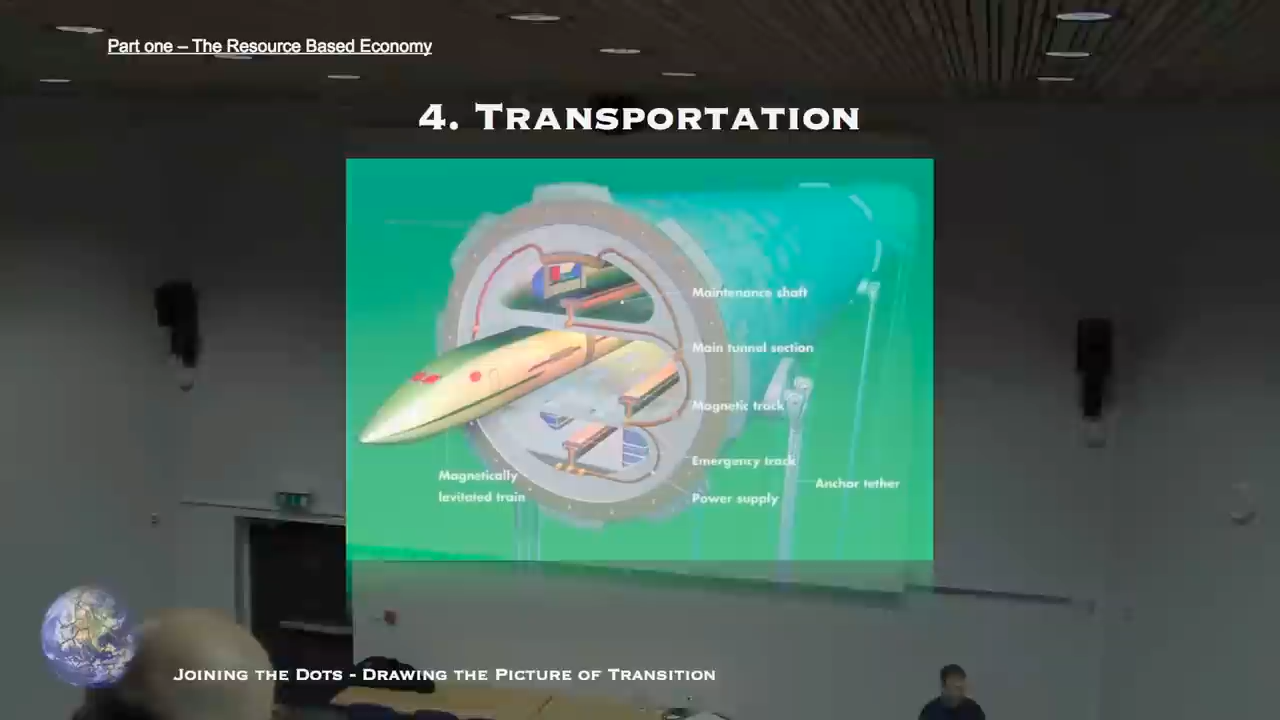 Part one – The Resource Based Economy
4. Transportation
Maintenance shaft
Main tunnel section
Magnetic track
Emergency track
Anchor tether
Power supply
Magnetically
levitated train
Joining the Dots - Drawing the Picture of Transition